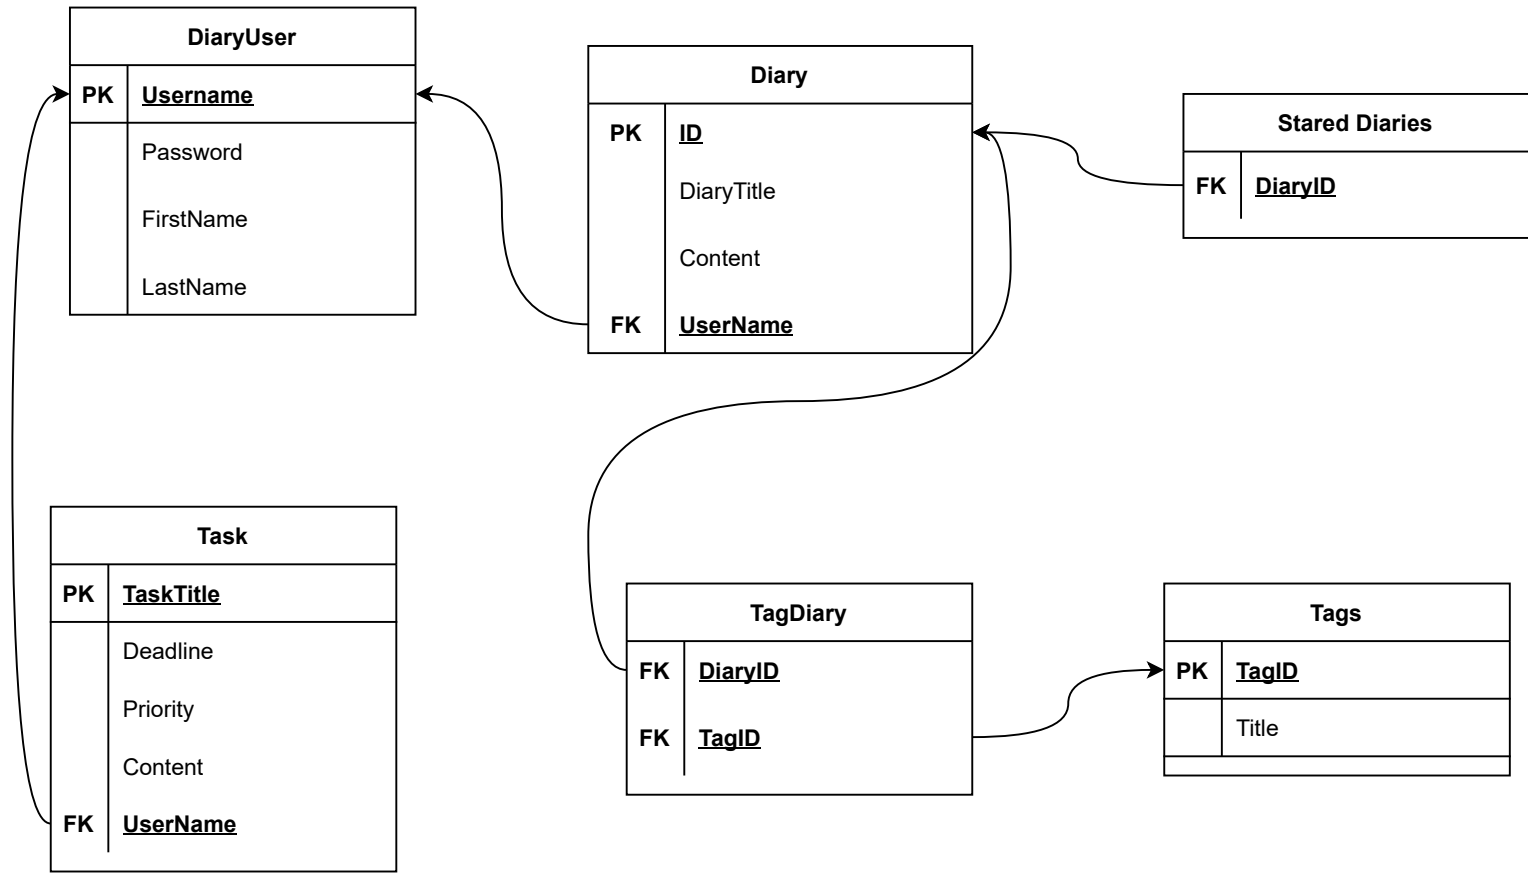 DiaryUser
PK Username
Password
FirstName
LastName
Diary
PK ID
DiaryTitle
Content
FK UserName
Stared Diaries
FK DiaryID
Task
PK TaskTitle
Deadline
Priority
Content
FK UserName
TagDiary
FK DiaryID
FK TagID
Tags
PK TagID
Title